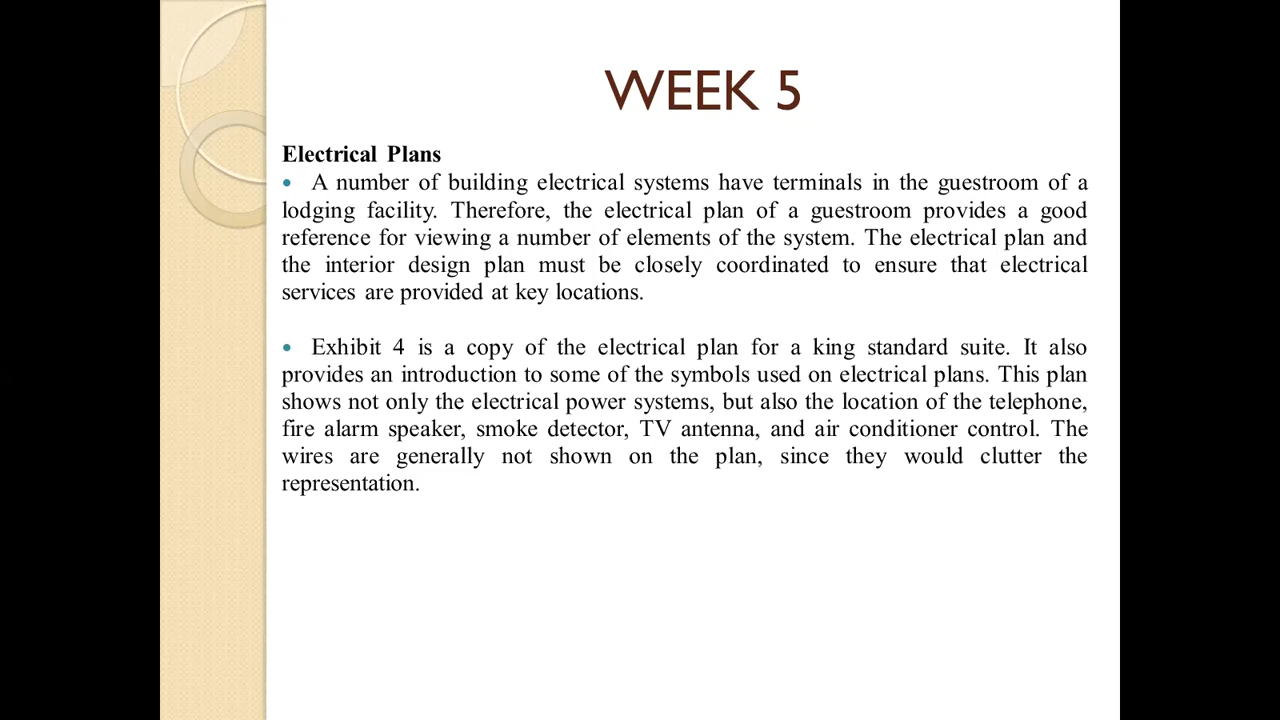 WEEK 5
Electrical Plans
• A number of building electrical systems have terminals in the guestroom of a
lodging facility. Therefore, the electrical plan of a guestroom provides a good
reference for viewing a number of elements of the system. The electrical plan and
the interior design plan must be closely coordinated to ensure that electrical
services are provided at key locations.
• Exhibit 4 is a copy of the electrical plan for a king standard suite. It also
provides an introduction to some of the symbols used on electrical plans. This plan
shows not only the electrical power systems, but also the location of the telephone,
fire alarm speaker, smoke detector, TV antenna, and air conditioner control. The
wires are generally not shown on the plan, since they would clutter the
representation.